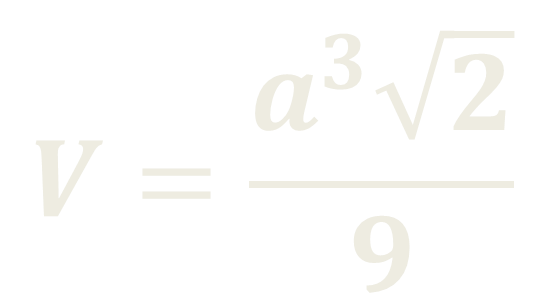 V = a³√2 / 9